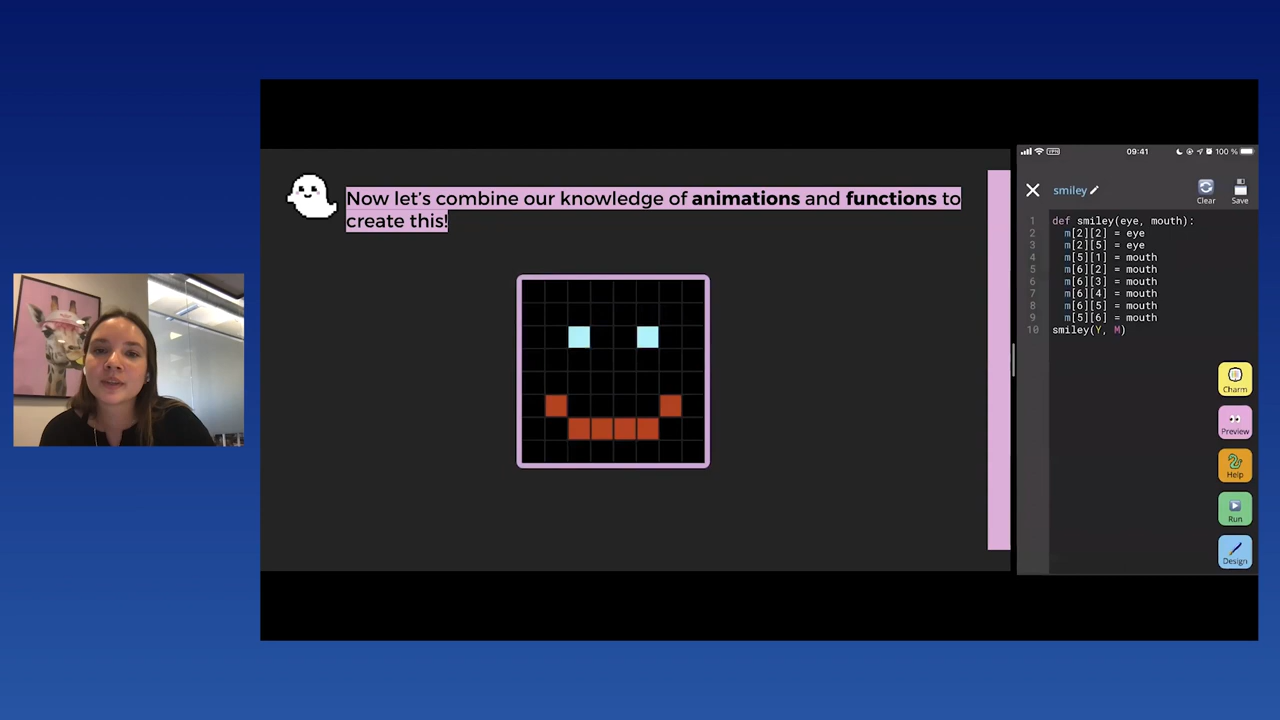 Now let's combine our knowledge of animations and functions to
create this!
VPN
09:41
100 %
smiley
Clear
Save
1 def smiley(eye, mouth):
2 m[2][2] = eye
3 m[2][5] = eye
4 m[5][1] = mouth
5 m[6][2] = mouth
6 m[6][3] = mouth
7 m[6][4] = mouth
8 m[6][5] = mouth
9 m[5][6] = mouth
10 smiley(Y, M)
Charm
Preview
Help
Run
Design